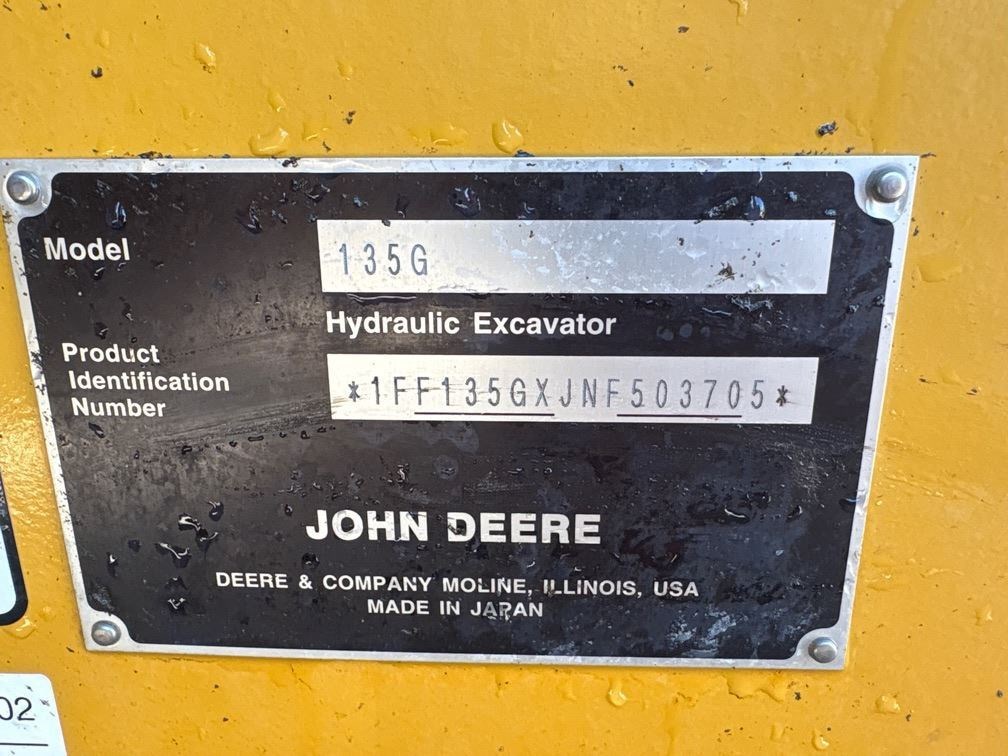 Model
135G
Hydraulic Excavator
Product
Identification
Number
*1FF135GXJNF503705*
JOHN DEERE
DEERE & COMPANY MOLINE, ILLINOIS, USA
MADE IN JAPAN
02